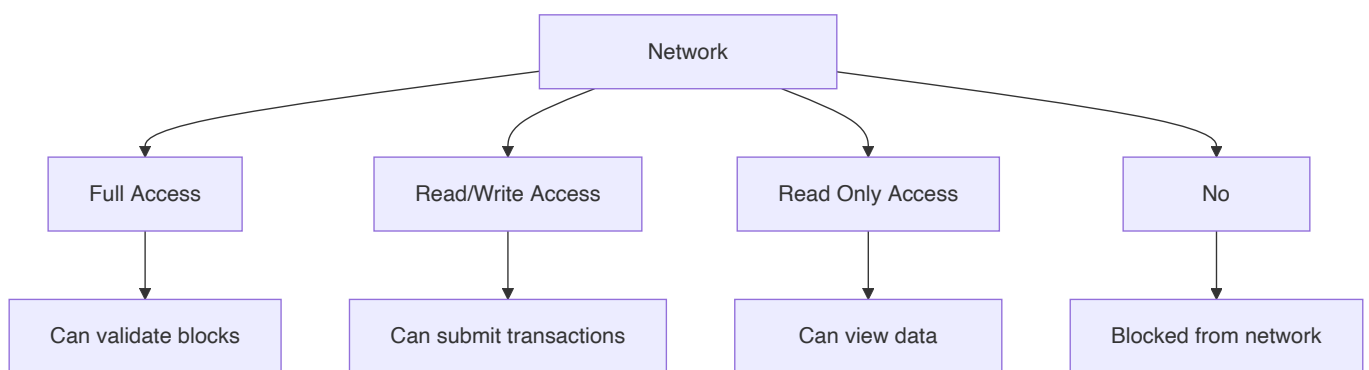 Network
Full Access
Read/Write Access
Read Only Access
No
Can validate blocks
Can submit transactions
Can view data
Blocked from network